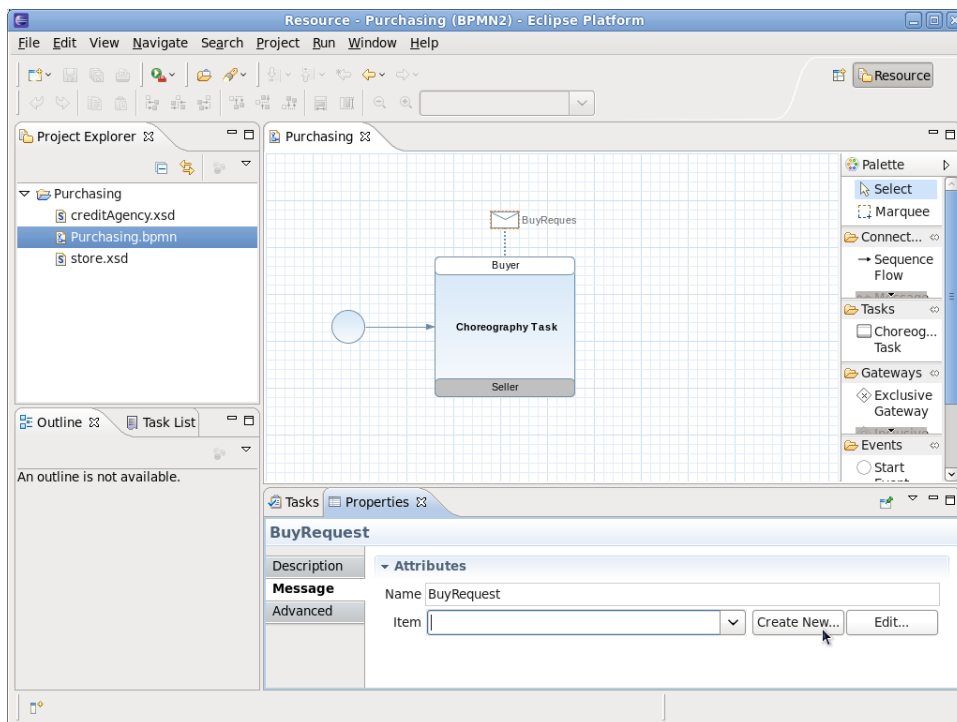 Resource - Purchasing (BPMN2) - Eclipse Platform
File Edit View Navigate Search Project Run Window Help
Resource
Project Explorer
Purchasing
creditAgency.xsd
Purchasing.bpmn
store.xsd
Outline Task List
An outline is not available.
Purchasing
BuyReques
Buyer
Choreography Task
Seller
Palette
Select
Marquee
Connect...
Sequence
Flow
Tasks
Choreog...
Task
Gateways
Exclusive
Gateway
Events
Start
Tasks Properties
BuyRequest
Description
Message
Advanced
Attributes
Name BuyRequest
Item Create New... Edit...